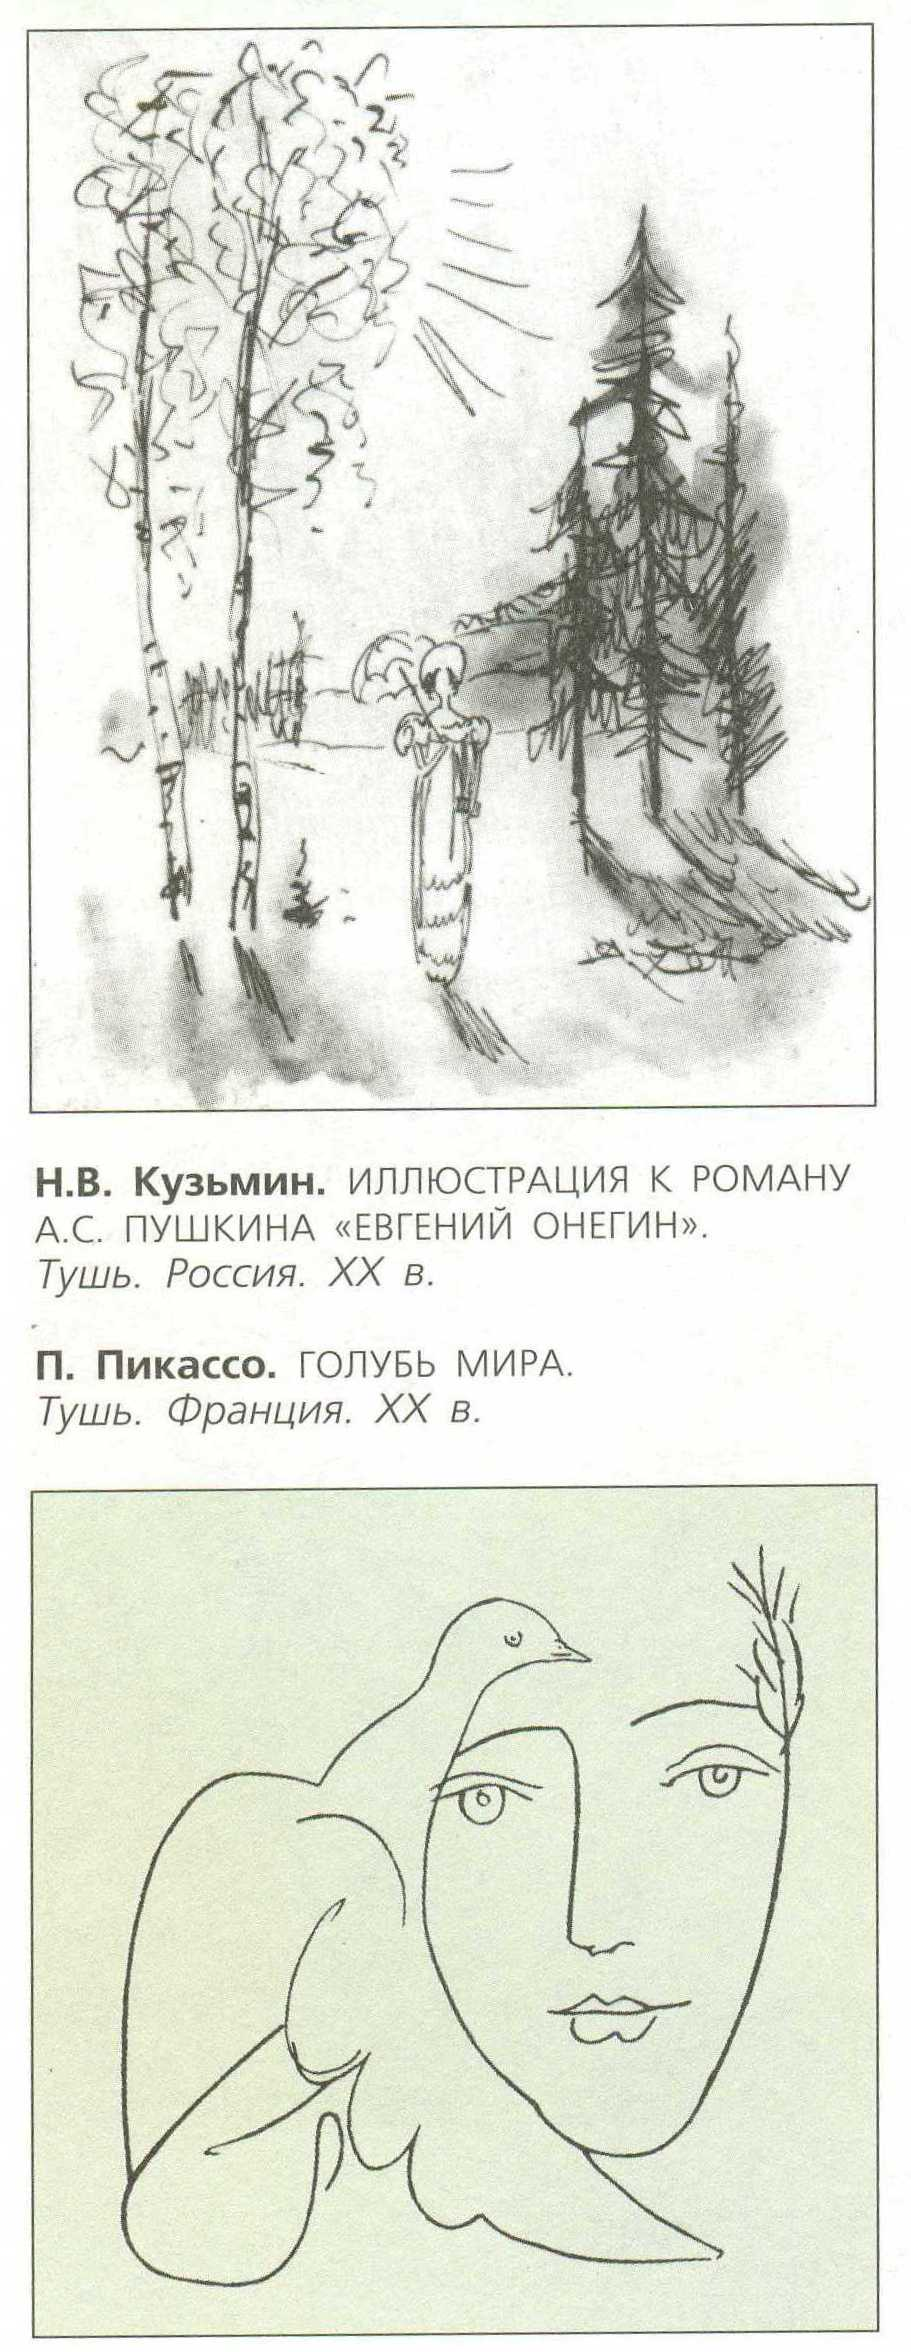 Н.В. Кузьмин. ИЛЛЮСТРАЦИЯ К РОМАНУ
А.С. ПУШКИНА «ЕВГЕНИЙ ОНЕГИН».
Тушь. Россия. XX в.
П. Пикассо. ГОЛУБЬ МИРА.
Тушь. Франция. XX в.